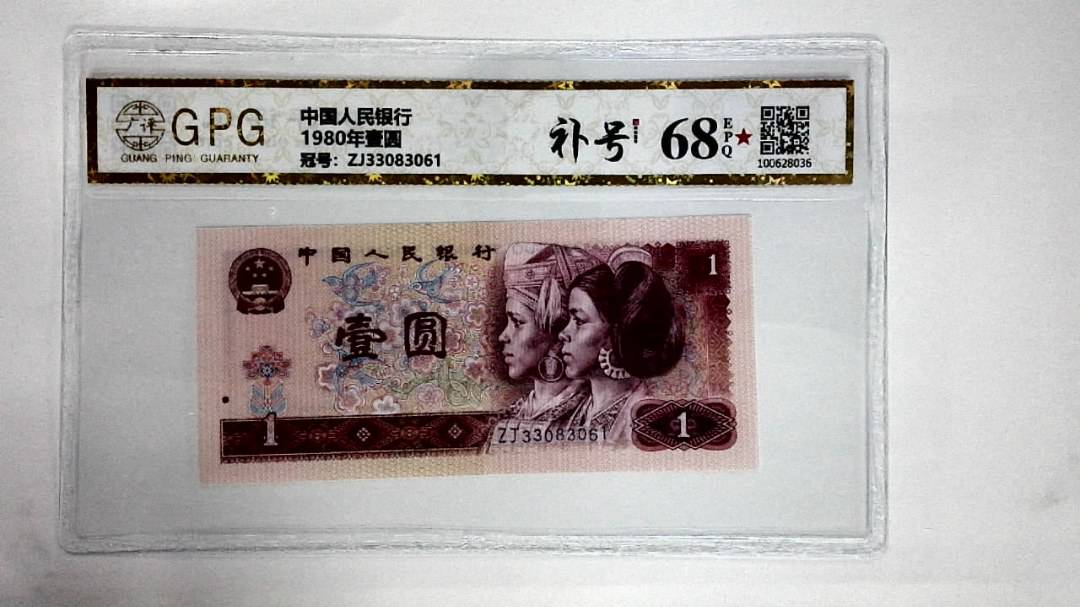 广评
GPG
GUANG PING GUARANTY
中国人民银行
1980年壹圆
冠号：ZJ33083061
补号
68
EPQ
100628036
中国人民银行
壹圆
1
1
1
ZJ33083061